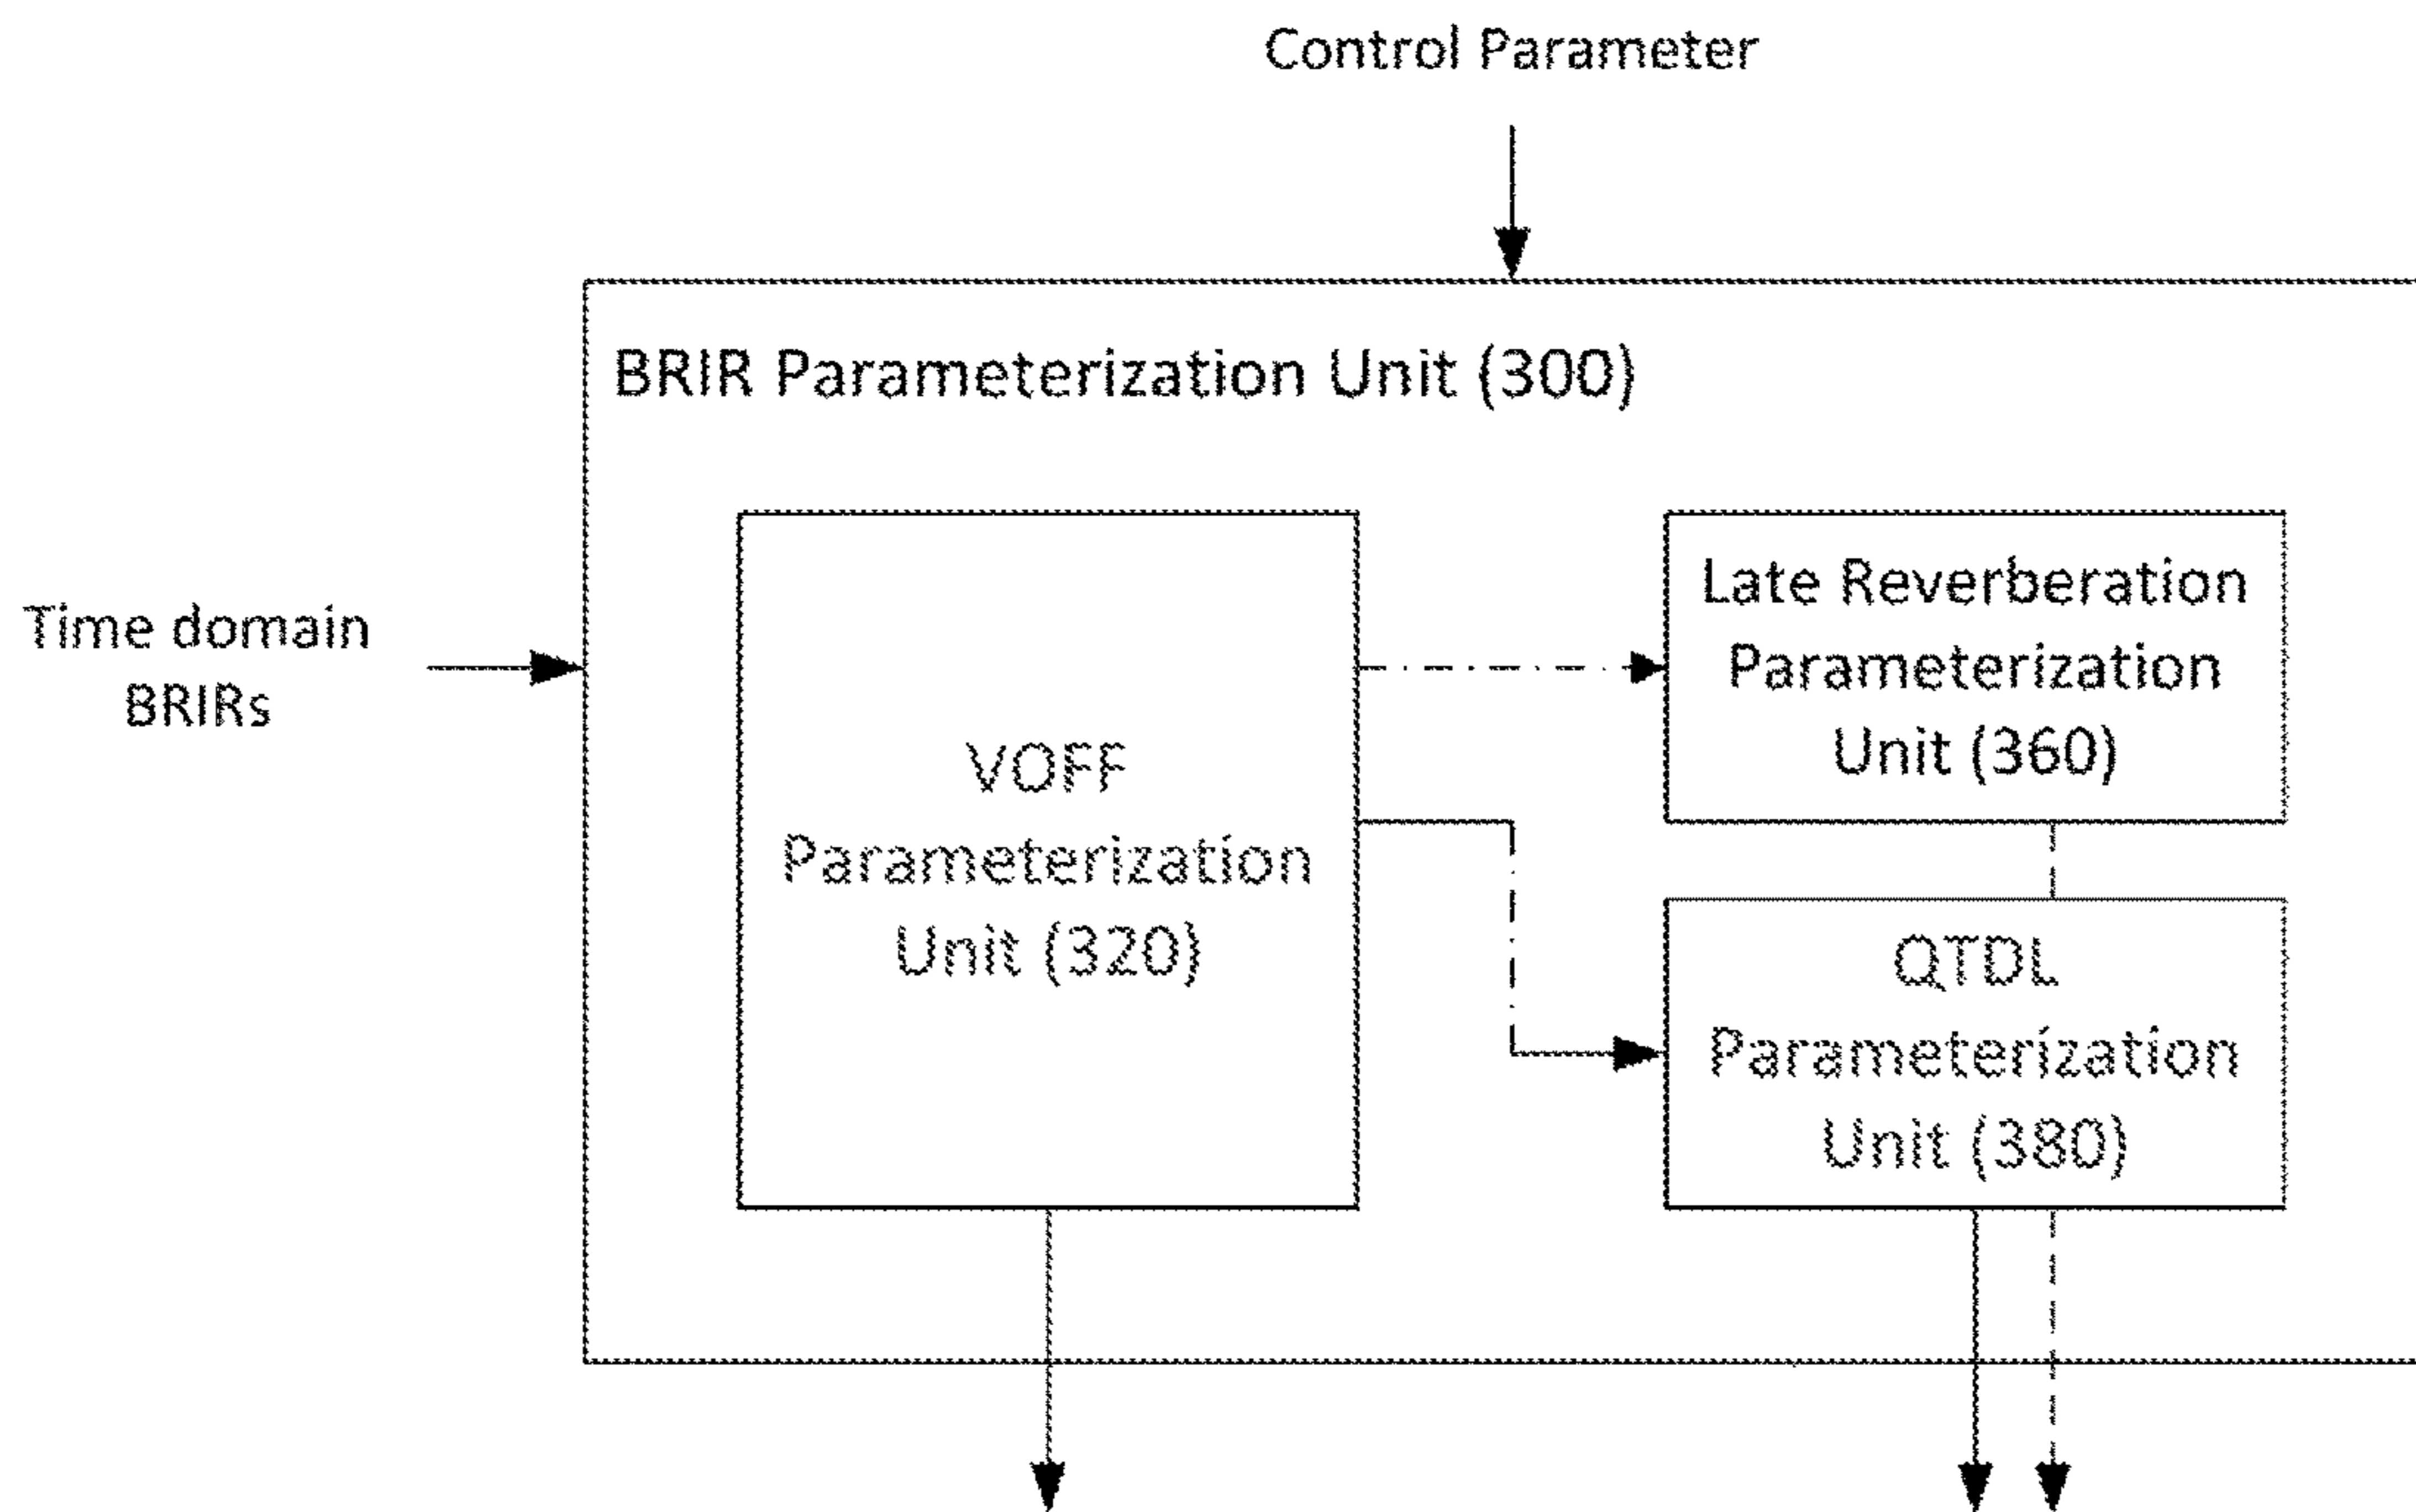 Control Parameter
BRIR Parameterization Unit (300)
Time domain
BRIRs
VOFF
Parameterization
Unit (320)
Late Reverberation
Parameterization
Unit (360)
QTDL
Parameterization
Unit (380)